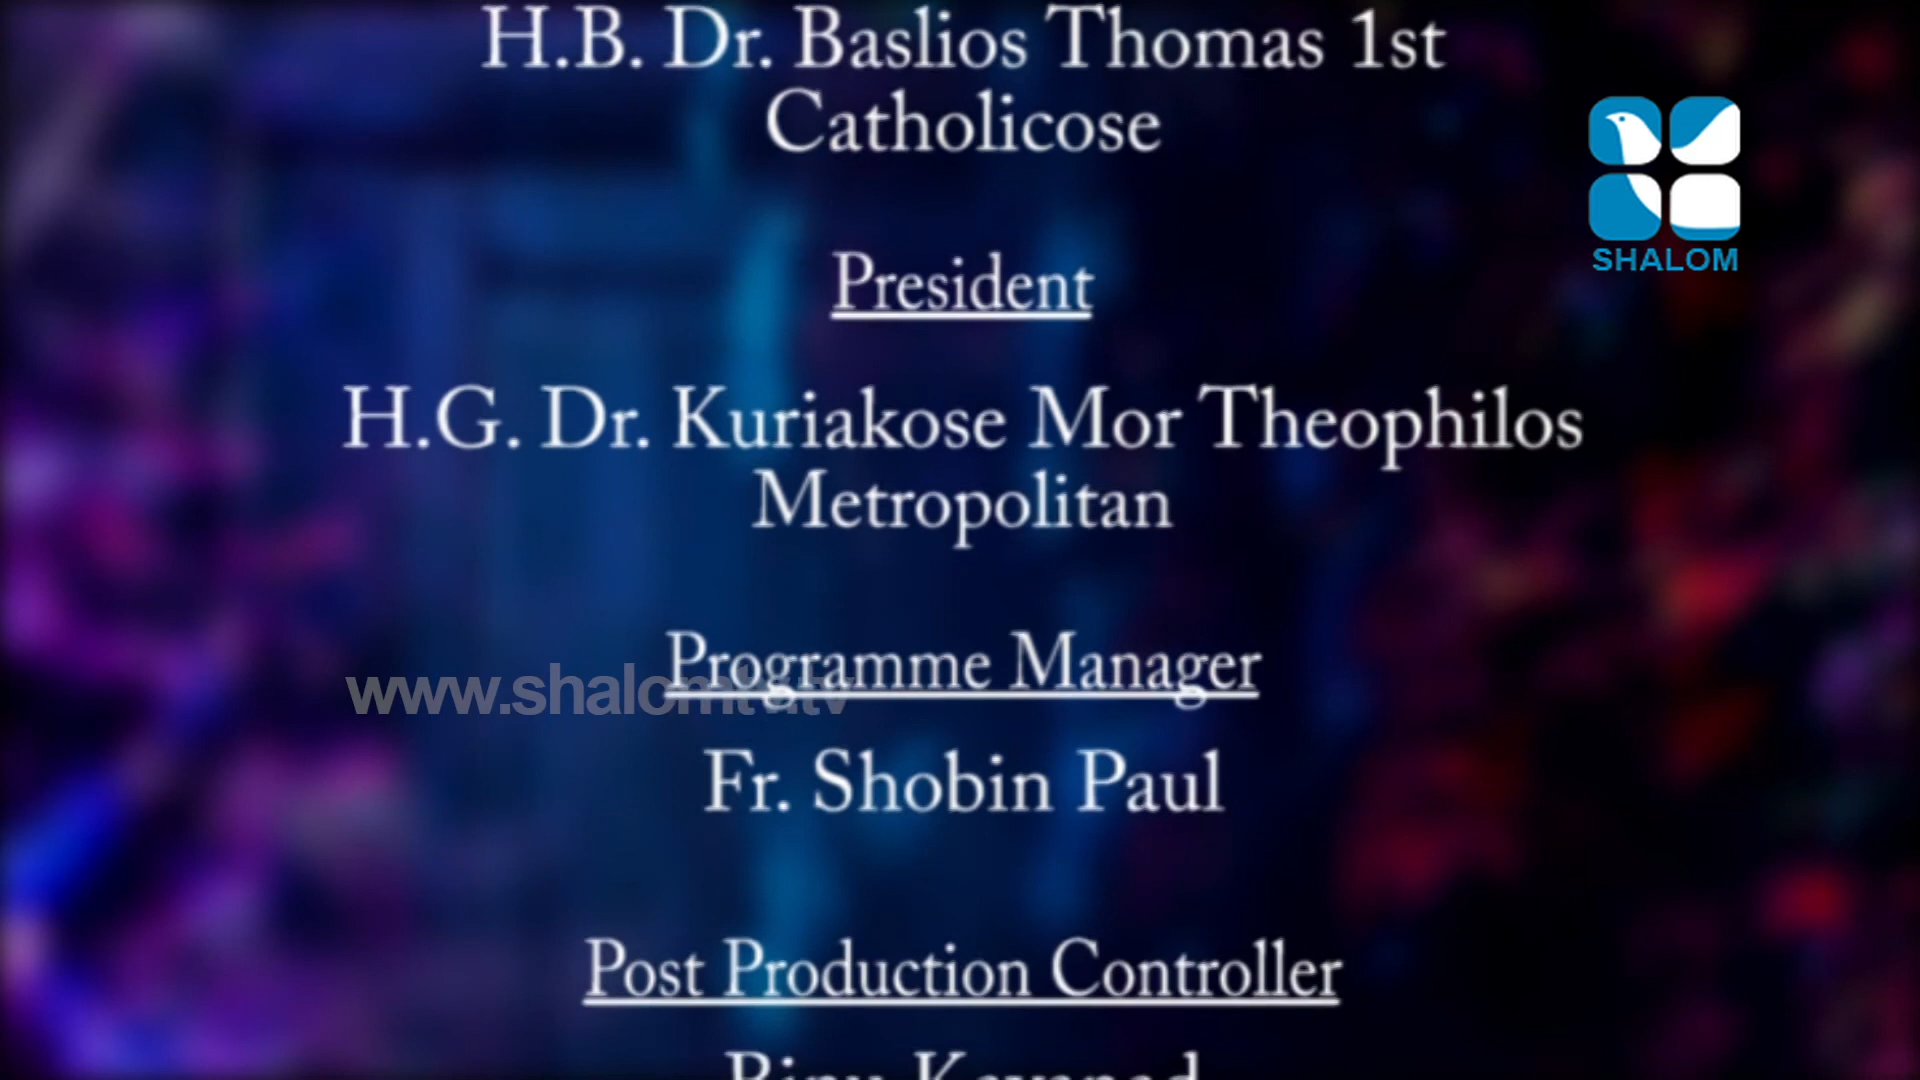 H.B. Dr. Baslios Thomas 1st
Catholicose
SHALOM
President
H.G. Dr. Kuriakose Mor Theophilos
Metropolitan
Programme Manager
www.shalomtv.tv
Fr. Shobin Paul
Post Production Controller